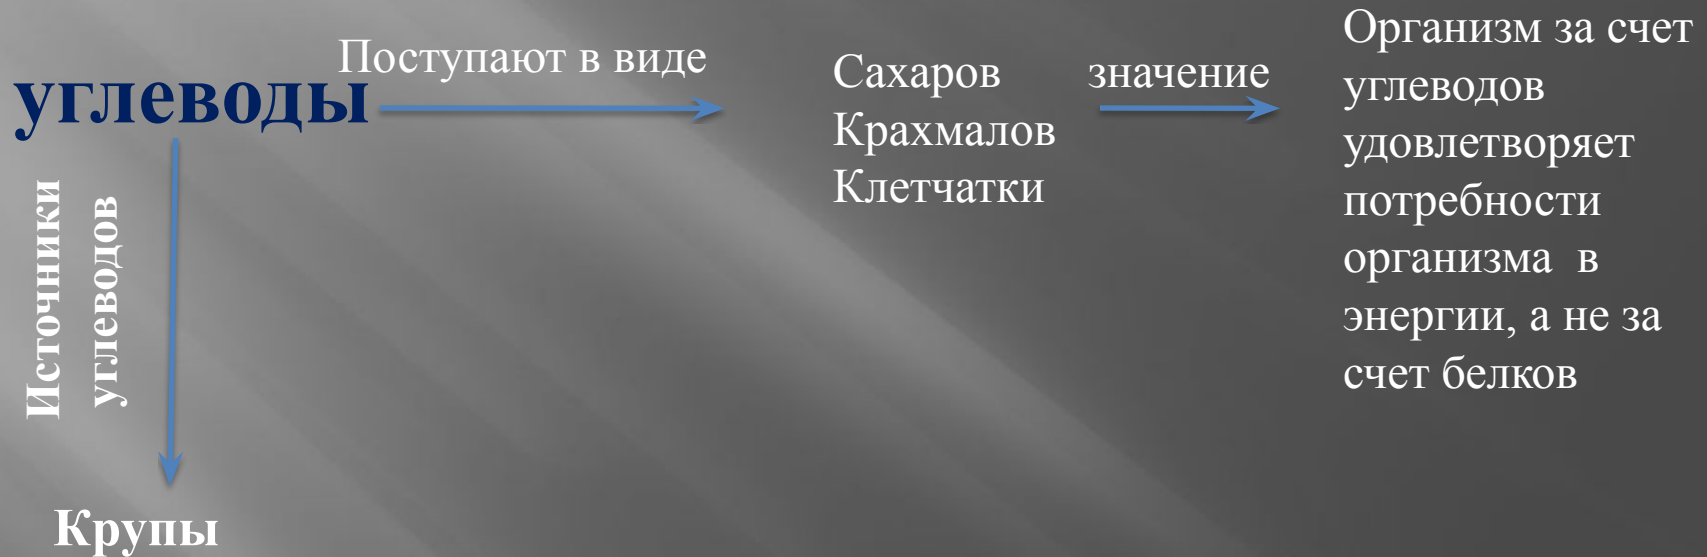 углеводы
Поступают в виде
Сахаров
Крахмалов
Клетчатки
значение
Организм за счет
углеводов
удовлетворяет
потребности
организма в
энергии, а не за
счет белков
Источники
углеводов
Крупы